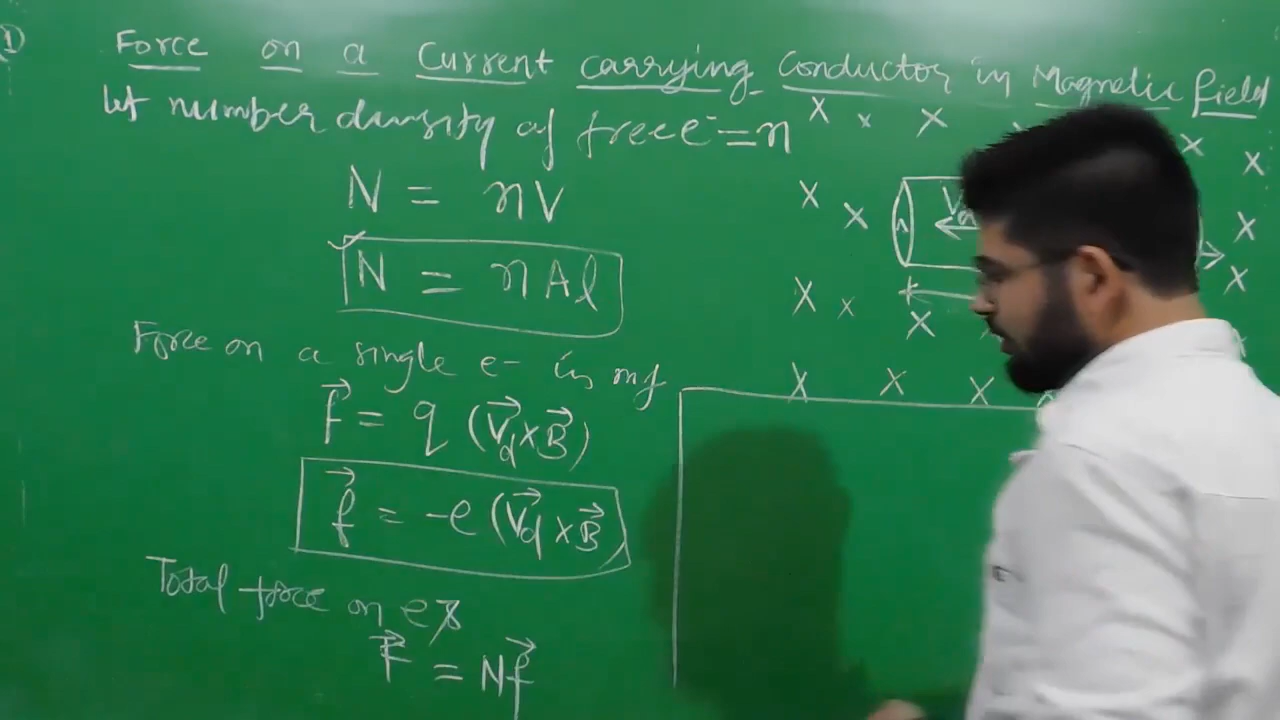 ① Force on a Current carrying Conductor in Magnetic field
let number density of free e⁻ = n
N = nV
N = nAl
Force on a single e- in mf
f⃗ = q (V⃗d × B⃗)
f⃗ = -e (V⃗d × B⃗)
Total force on e
F⃗ = Nf⃗
x x x x x
x x x x
A Vd x
x x x x
x x x x